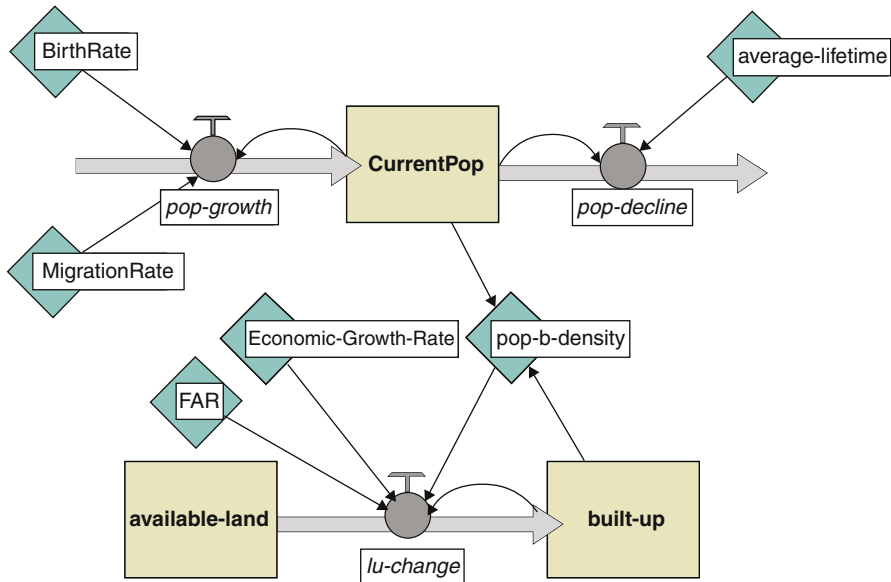 BirthRate
average-lifetime
CurrentPop
pop-growth
pop-decline
MigrationRate
Economic-Growth-Rate
pop-b-density
FAR
available-land
built-up
lu-change